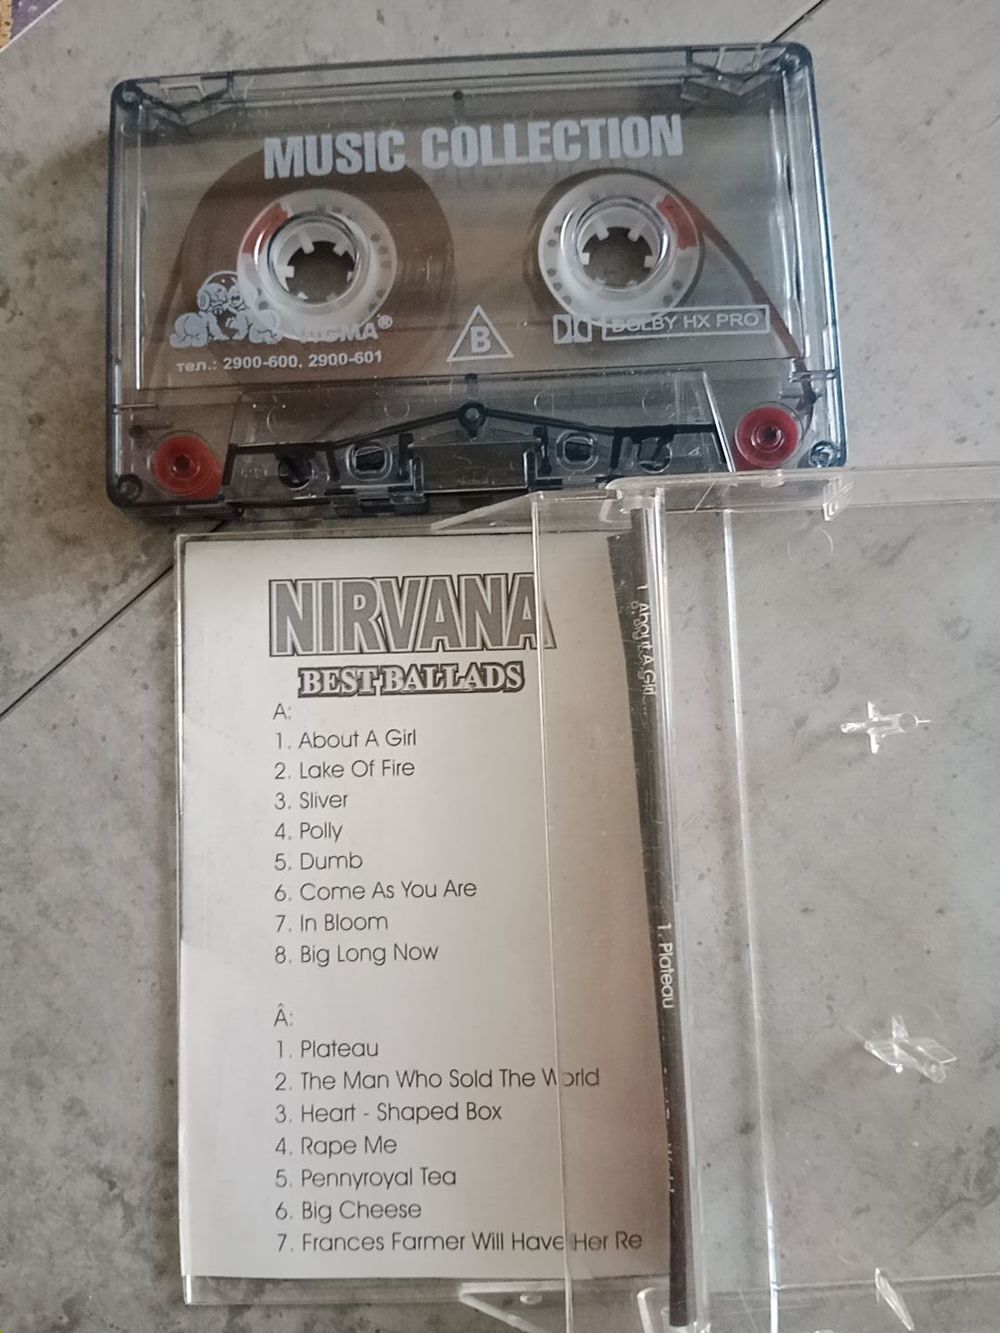 MUSIC COLLECTION
тел.: 2900-600, 2900-601
B
DOLBY HX PRO
NIRVANA
BEST BALLADS
A:
1. About A Girl
2. Lake Of Fire
3. Sliver
4. Polly
5. Dumb
6. Come As You Are
7. In Bloom
8. Big Long Now
Â:
1. Plateau
2. The Man Who Sold The World
3. Heart - Shaped Box
4. Rape Me
5. Pennyroyal Tea
6. Big Cheese
7. Frances Farmer Will Have Her Re
1. About A Girl
1. Plateau